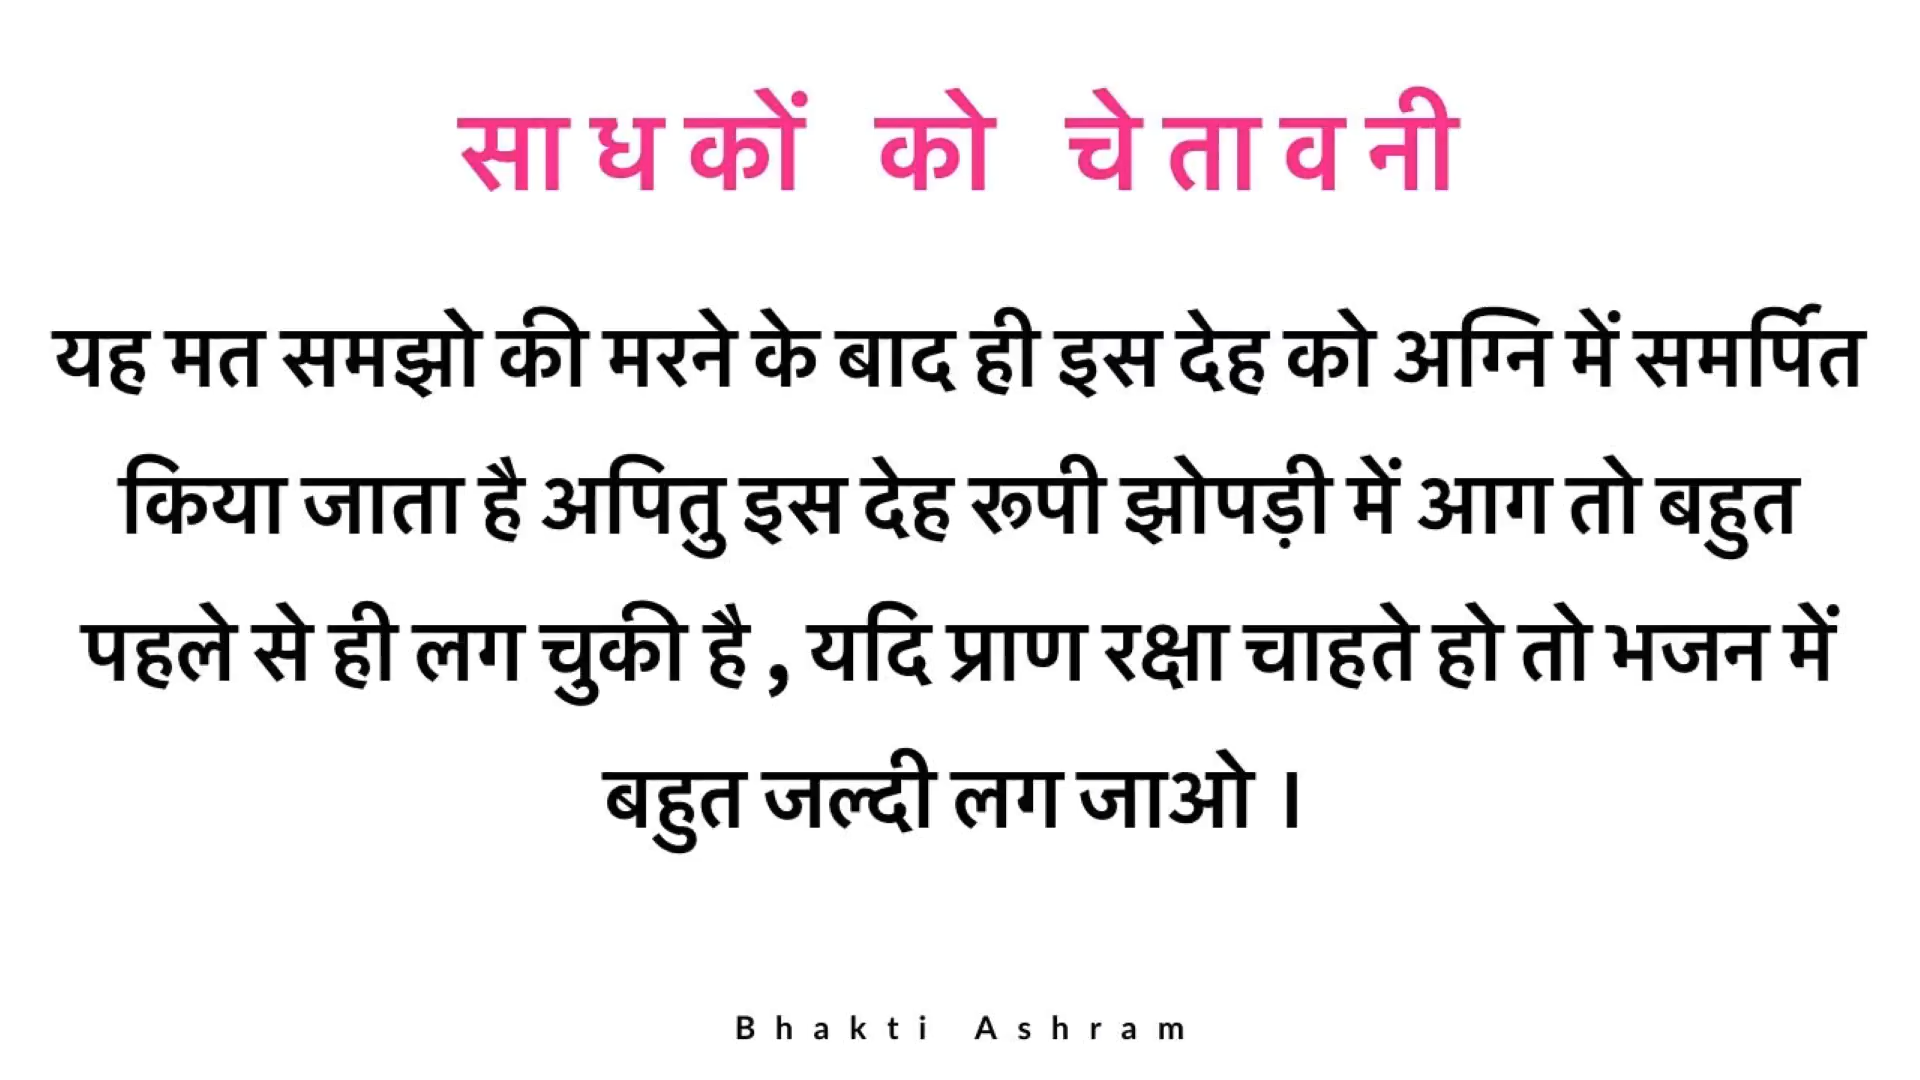 साधकों को चेतावनी
यह मत समझो की मरने के बाद ही इस देह को अग्नि में समर्पित
किया जाता है अपितु इस देह रूपी झोपड़ी में आग तो बहुत
पहले से ही लग चुकी है , यदि प्राण रक्षा चाहते हो तो भजन में
बहुत जल्दी लग जाओ ।
Bhakti Ashram